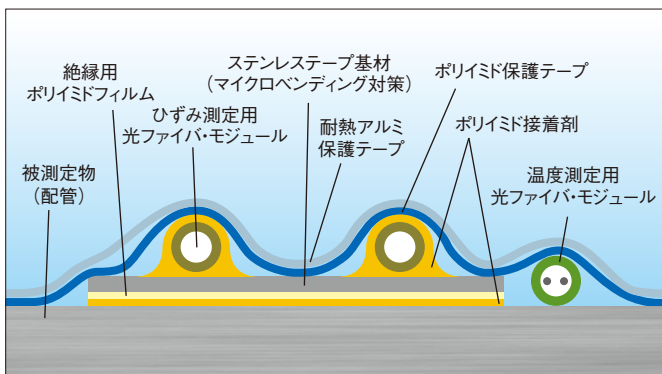 絶縁用
ポリイミドフィルム
ステンレステープ基材
(マイクロベンディング対策)
ポリイミド保護テープ
ひずみ測定用
光ファイバ・モジュール
耐熱アルミ
保護テープ
ポリイミド接着剤
被測定物
(配管)
温度測定用
光ファイバ・モジュール